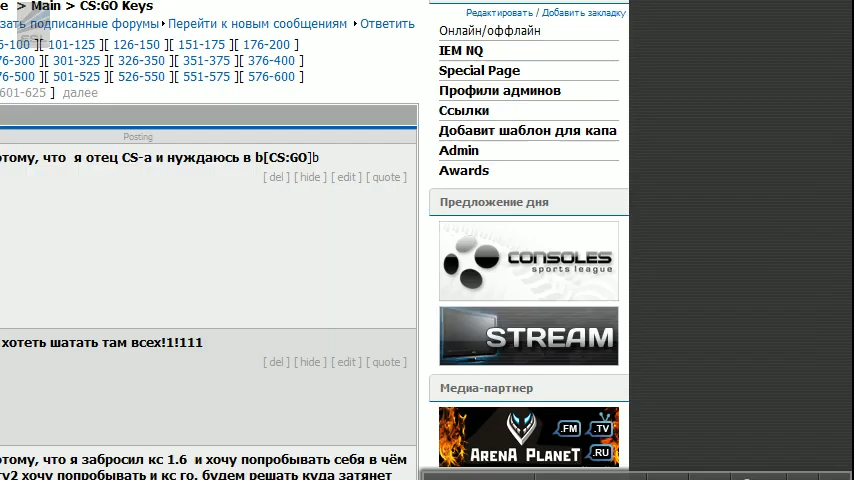 e > Main > CS:GO Keys
зать подписанные форумы Перейти к новым сообщениям Ответить
6-100 ][ 101-125 ][ 126-150 ][ 151-175 ][ 176-200 ]
76-300 ][ 301-325 ][ 326-350 ][ 351-375 ][ 376-400 ]
76-500 ][ 501-525 ][ 526-550 ][ 551-575 ][ 576-600 ]
601-625 ] далее
Posting
отому, что я отец CS-а и нуждаюсь в b[CS:GO]b
[ del ] [ hide ] [ edit ] [ quote ]
хотеть шатать там всех!1!111
[ del ] [ hide ] [ edit ] [ quote ]
отому, что я забросил кс 1.6 и хочу попробывать себя в чём
ту2 хочу попробывать и кс го. будем решать куда затянет
Редактировать / Добавить закладку
Онлайн/оффлайн
IEM NQ
Special Page
Профили админов
Ссылки
Добавит шаблон для капа
Admin
Awards
Предложение дня
CONSOLES
sports league
STREAM
Медиа-партнер
ARENA PLANET
.FM
.TV
.RU